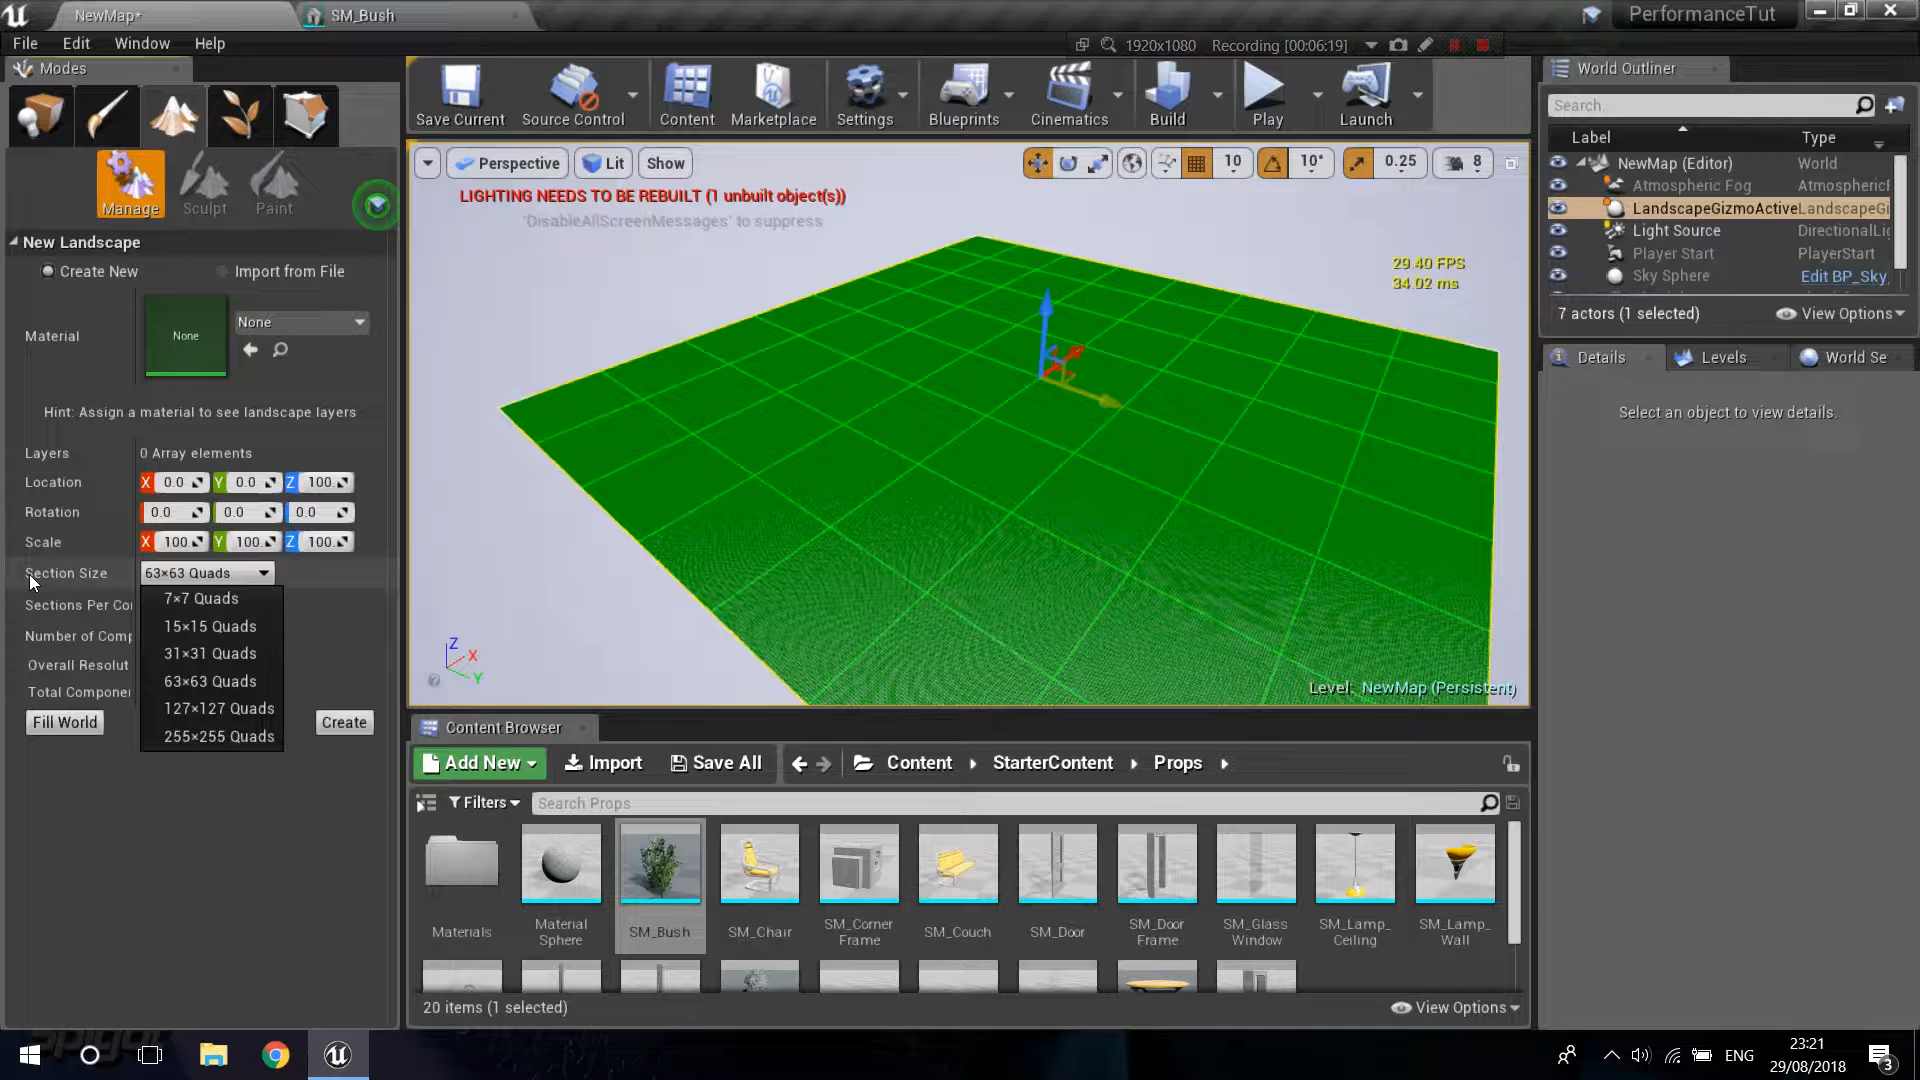 NewMap*
SM_Bush
PerformanceTut
File Edit Window Help
1920x1080 Recording [00:06:19]
Modes
Save Current
Source Control
Content
Marketplace
Settings
Blueprints
Cinematics
Build
Play
Launch
World Outliner
Search...
Label Type
NewMap (Editor) World
Atmospheric Fog AtmosphericF
LandscapeGizmoActive LandscapeGi
Light Source DirectionalLig
Player Start PlayerStart
Sky Sphere Edit BP_Sky
7 actors (1 selected) View Options
Details Levels World Se
Select an object to view details.
Manage Sculpt Paint
New Landscape
Create New Import from File
Material None None
Hint: Assign a material to see landscape layers
Layers 0 Array elements
Location X 0.0 Y 0.0 Z 100.
Rotation 0.0 0.0 0.0
Scale X 100. Y 100. Z 100.
Section Size 63×63 Quads
Sections Per Co
Number of Comp
Overall Resolut
Total Componer
7×7 Quads
15×15 Quads
31×31 Quads
63×63 Quads
127×127 Quads
255×255 Quads
Fill World Create
Perspective Lit Show
10 10° 0.25 8
LIGHTING NEEDS TO BE REBUILT (1 unbuilt object(s))
'DisableAllScreenMessages' to suppress
29.40 FPS
34.02 ms
Z
X
Y
Level: NewMap (Persistent)
Content Browser
Add New Import Save All Content StarterContent Props
Filters Search Props
Materials
Material Sphere
SM_Bush
SM_Chair
SM_Corner Frame
SM_Couch
SM_Door
SM_Door Frame
SM_Glass Window
SM_Lamp_ Ceiling
SM_Lamp_ Wall
20 items (1 selected) View Options
ENG
23:21
29/08/2018
3